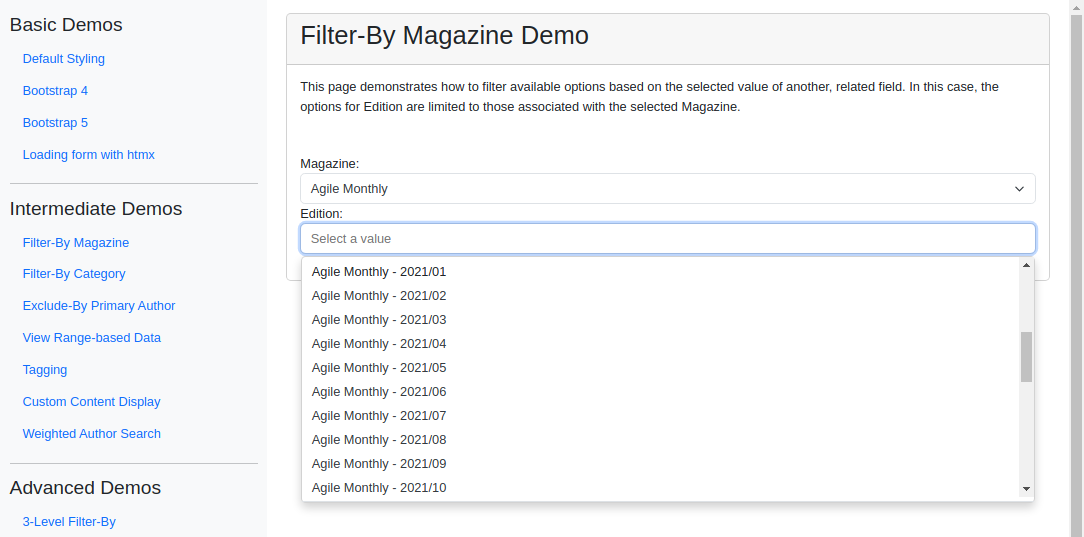 Basic Demos
Default Styling
Bootstrap 4
Bootstrap 5
Loading form with htmx
Intermediate Demos
Filter-By Magazine
Filter-By Category
Exclude-By Primary Author
View Range-based Data
Tagging
Custom Content Display
Weighted Author Search
Advanced Demos
3-Level Filter-By
Filter-By Magazine Demo
This page demonstrates how to filter available options based on the selected value of another, related field. In this case, the
options for Edition are limited to those associated with the selected Magazine.
Magazine:
Agile Monthly
Edition:
Select a value
Agile Monthly - 2021/01
Agile Monthly - 2021/02
Agile Monthly - 2021/03
Agile Monthly - 2021/04
Agile Monthly - 2021/05
Agile Monthly - 2021/06
Agile Monthly - 2021/07
Agile Monthly - 2021/08
Agile Monthly - 2021/09
Agile Monthly - 2021/10